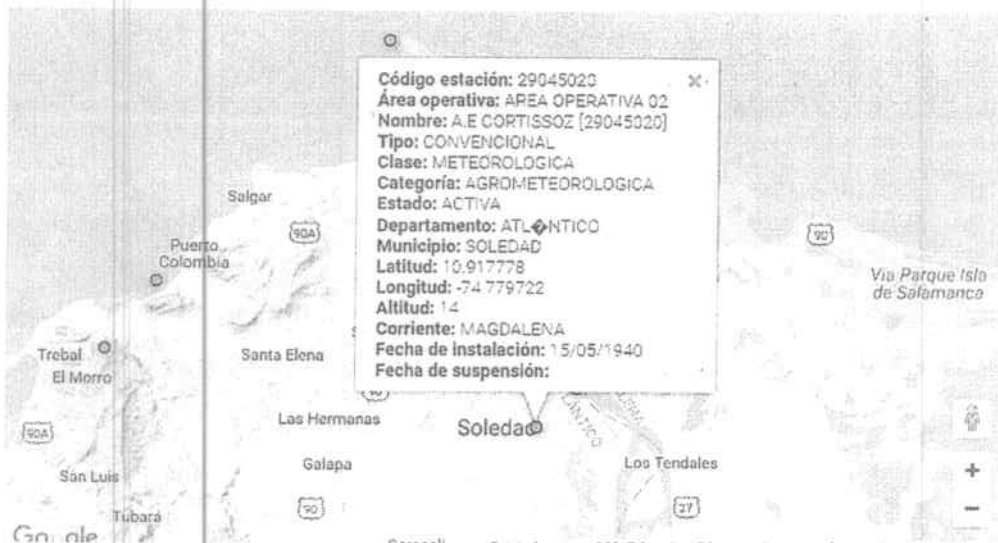 Código estación: 29045020
Área operativa: AREA OPERATIVA 02
Nombre: A.E CORTISSOZ [29045020]
Tipo: CONVENCIONAL
Clase: METEOROLOGICA
Categoría: AGROMETEOROLOGICA
Estado: ACTIVA
Departamento: ATL�NTICO
Municipio: SOLEDAD
Latitud: 10.917778
Longitud: -74.779722
Altitud: 14
Corriente: MAGDALENA
Fecha de instalación: 15/05/1940
Fecha de suspensión:
Salgar
90A
90
Puerto
Colombia
Via Parque Isla
de Salamanca
Trebal
El Morro
Santa Elena
90
Las Hermanas
Soledad
90A
Galapa
Los Tendales
San Luis
90
27
Tubará
Google